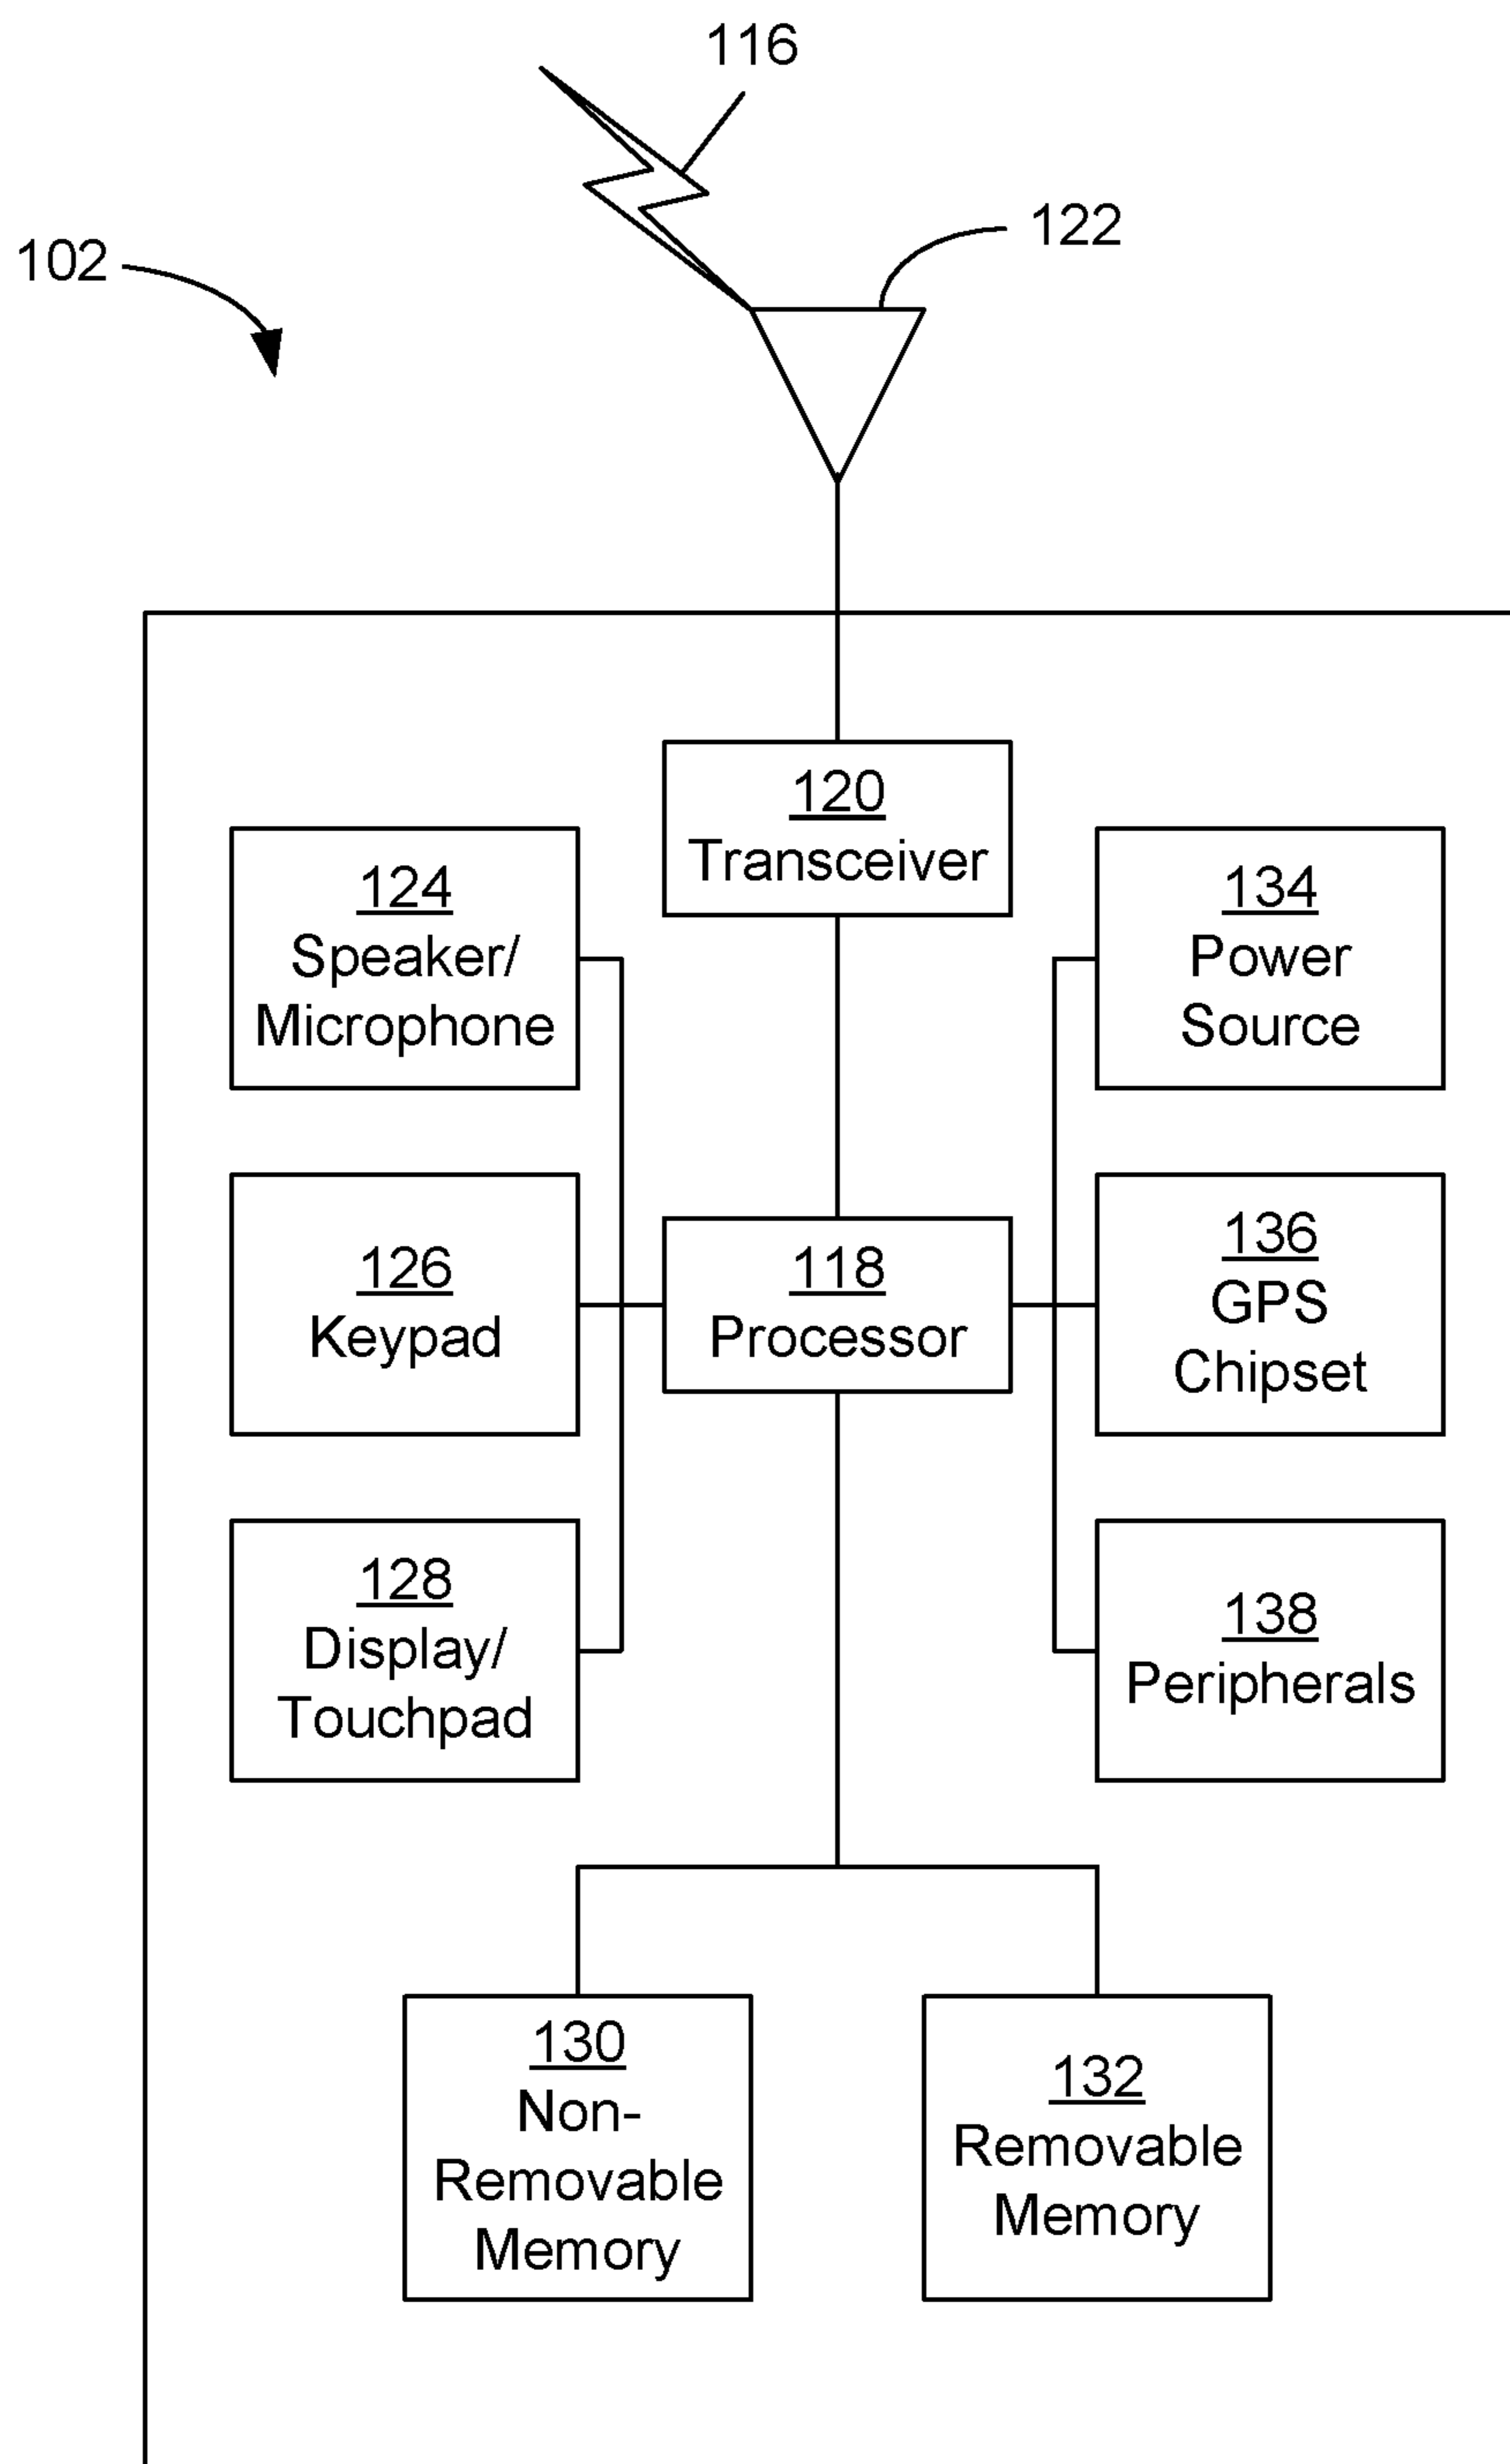 116
122
102
120
Transceiver
124
Speaker/
Microphone
134
Power
Source
126
Keypad
118
Processor
136
GPS
Chipset
128
Display/
Touchpad
138
Peripherals
130
Non-
Removable
Memory
132
Removable
Memory